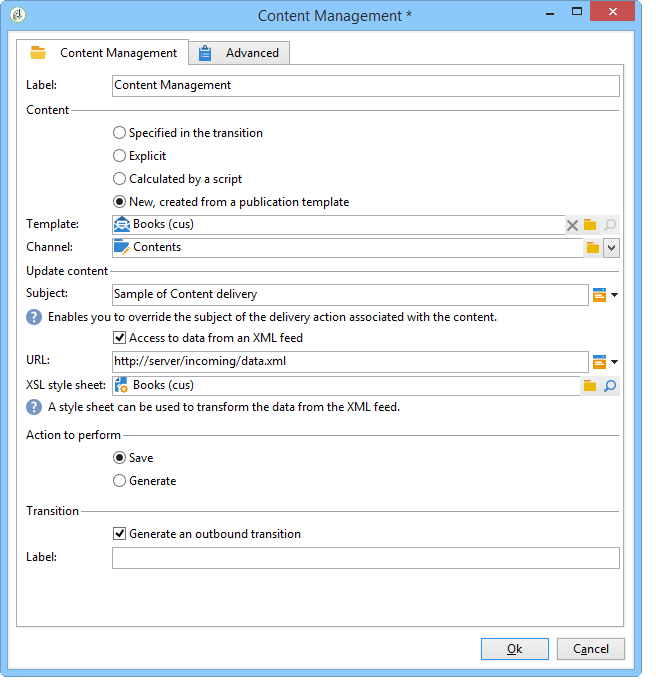 Content Management *
Content Management
Advanced
Label:
Content Management
Content
Specified in the transition
Explicit
Calculated by a script
New, created from a publication template
Template:
Books (cus)
Channel:
Contents
Update content
Subject:
Sample of Content delivery
Enables you to override the subject of the delivery action associated with the content.
Access to data from an XML feed
URL:
http://server/incoming/data.xml
XSL style sheet:
Books (cus)
A style sheet can be used to transform the data from the XML feed.
Action to perform
Save
Generate
Transition
Generate an outbound transition
Label:
Ok
Cancel